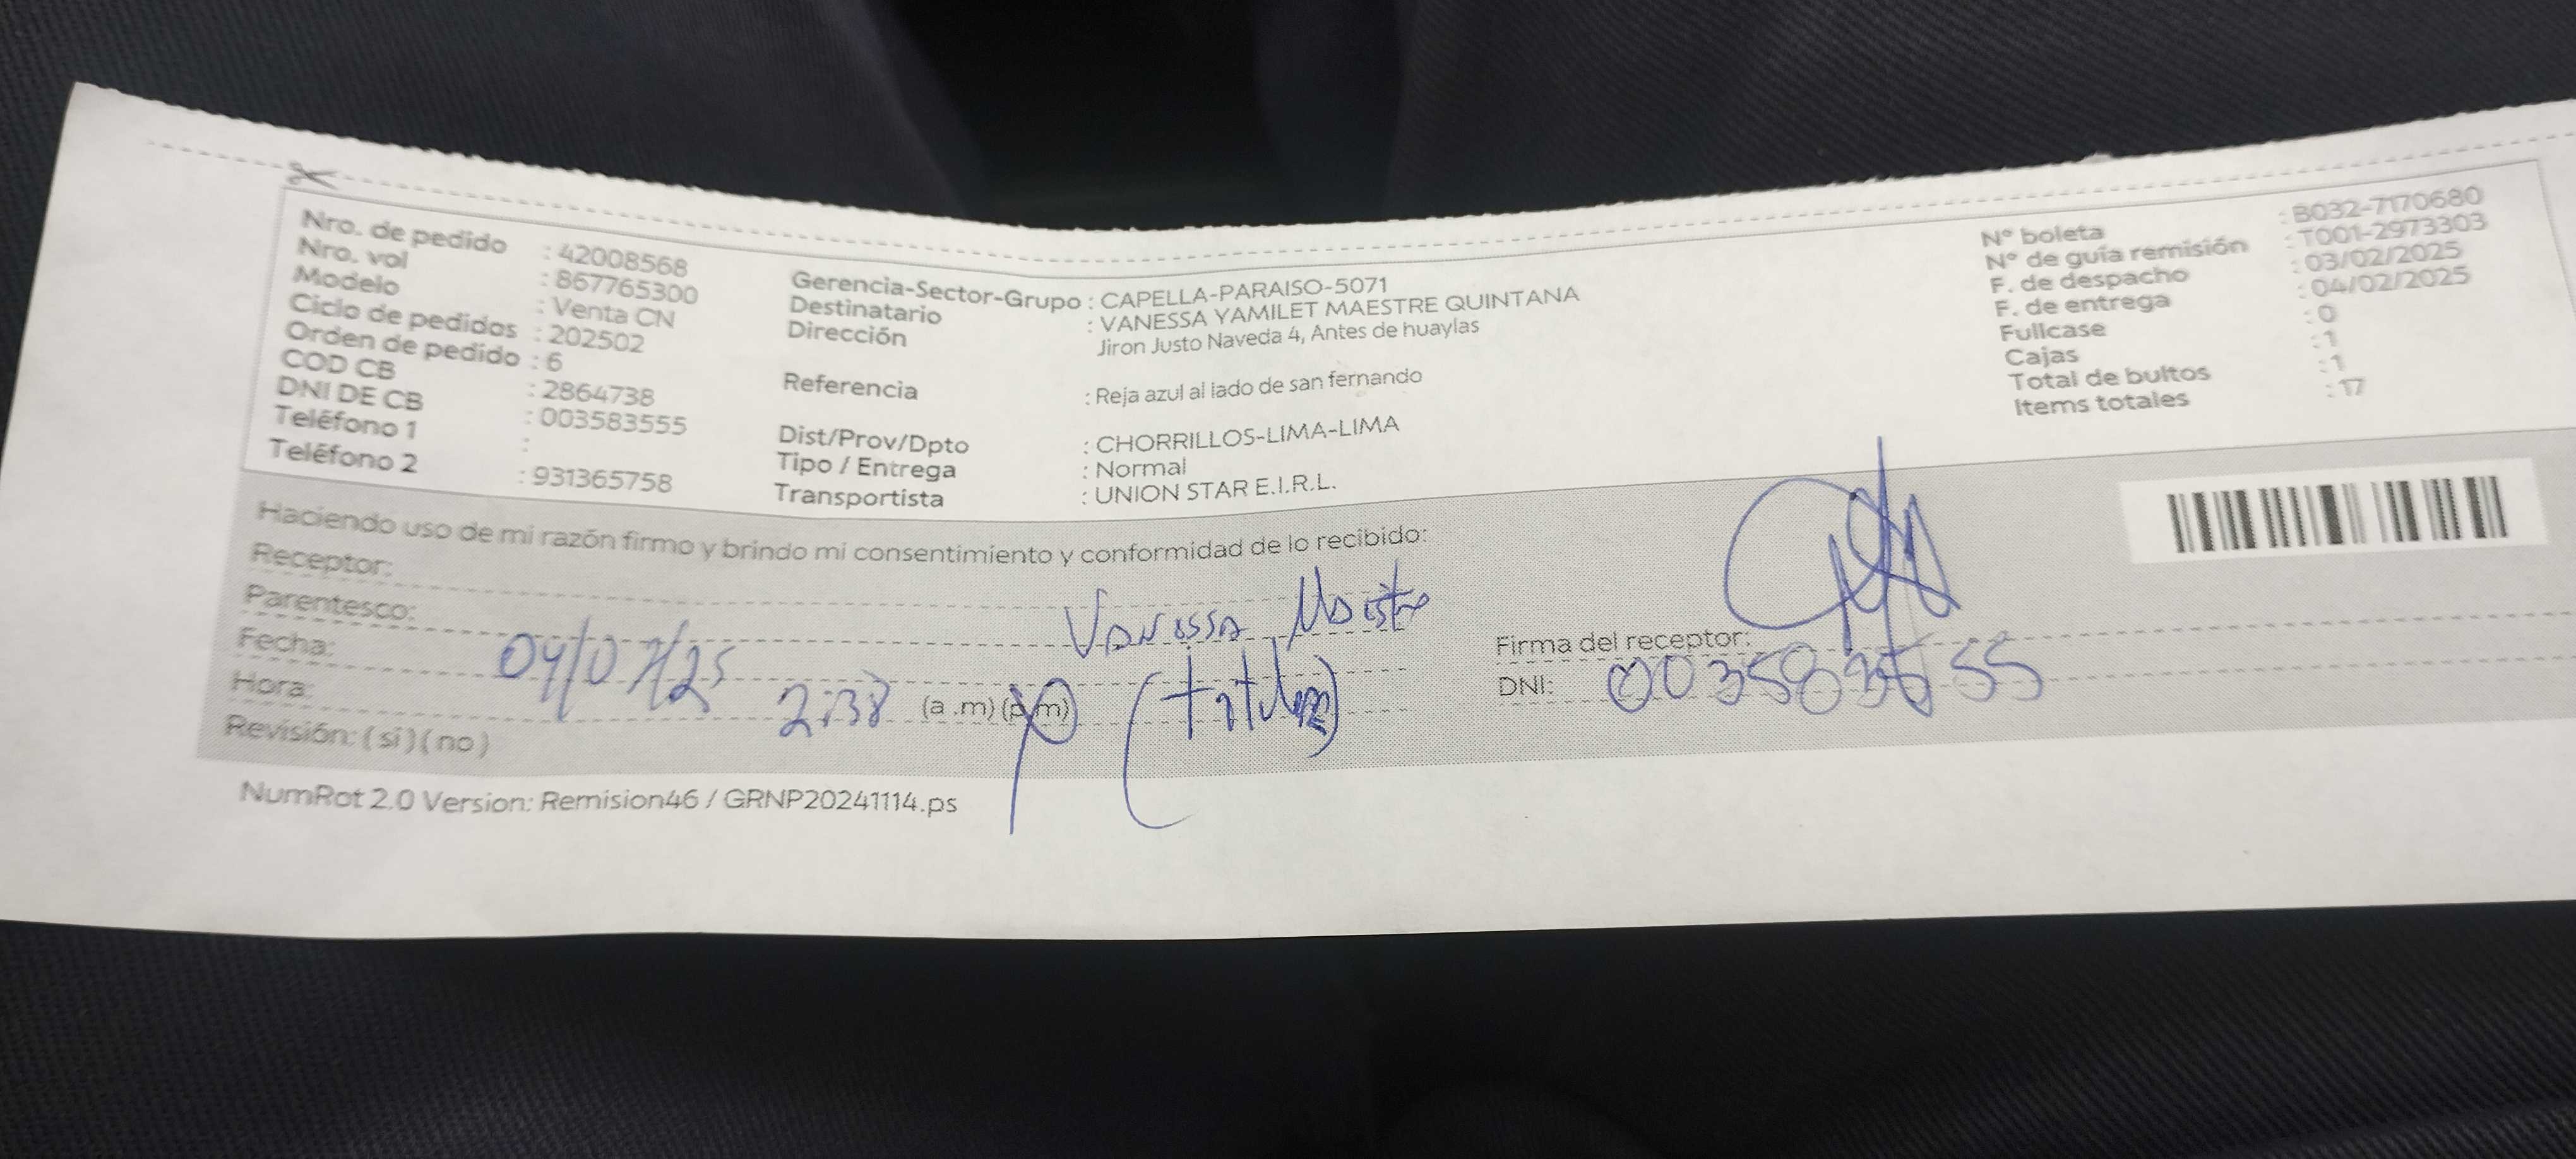 Nro. de pedido : 42008568
Nro. vol : 867765300
Modelo : Venta CN
Ciclo de pedidos : 202502
Orden de pedido : 6
COD CB : 2864738
DNI DE CB : 003583555
Teléfono 1 :
Teléfono 2 : 931365758
Gerencia-Sector-Grupo : CAPELLA-PARAISO-5071
Destinatario : VANESSA YAMILET MAESTRE QUINTANA
Dirección Jiron Justo Naveda 4, Antes de huaylas
Referencia : Reja azul al lado de san fernando
Dist/Prov/Dpto : CHORRILLOS-LIMA-LIMA
Tipo / Entrega : Normal
Transportista : UNION STAR E.I.R.L.
N° boleta : B032-7170680
N° de guía remisión : T001-2973303
F. de despacho : 03/02/2025
F. de entrega : 04/02/2025
Fullcase : 0
Cajas : 1
Total de bultos : 1
Items totales : 17
Haciendo uso de mi razón firmo y brindo mi consentimiento y conformidad de lo recibido:
Receptor: Vanessa Maestre
Parentesco: (titular)
Fecha: 04/02/25
Hora: 2:38 (a .m) (p.m)
Revisión: ( si ) ( no )
Firma del receptor:
DNI: 003583555
NumRot 2.0 Version: Remision46 / GRNP20241114.ps